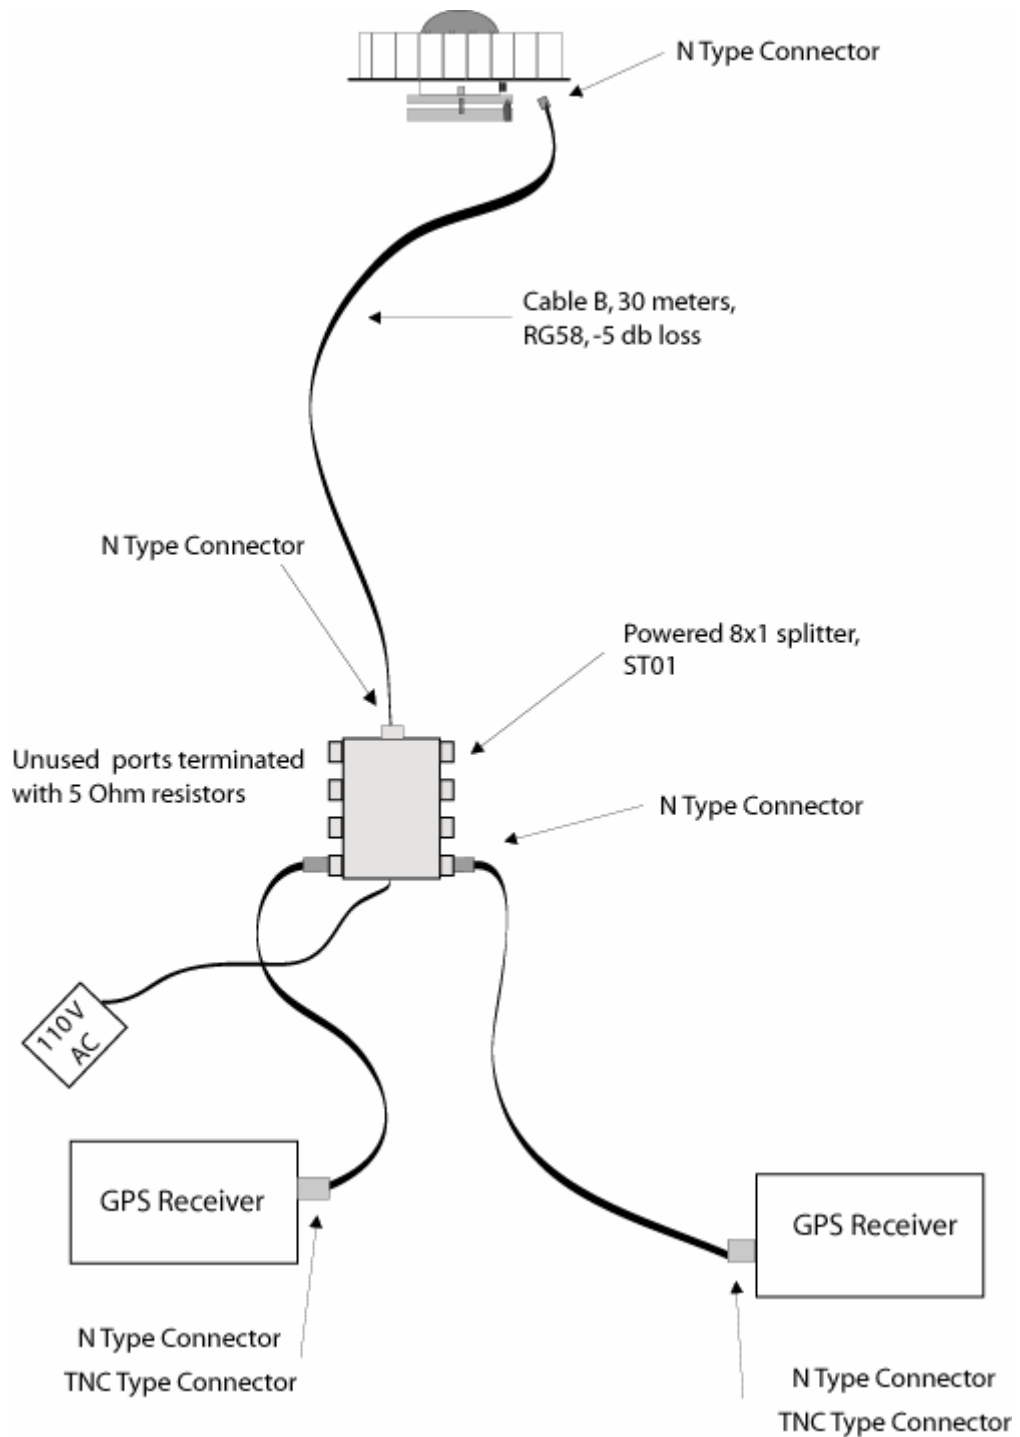 N Type Connector
Cable B, 30 meters,
RG58, -5 db loss
N Type Connector
Powered 8x1 splitter,
ST01
Unused ports terminated
with 5 Ohm resistors
N Type Connector
110 V
AC
GPS Receiver
GPS Receiver
N Type Connector
TNC Type Connector
N Type Connector
TNC Type Connector